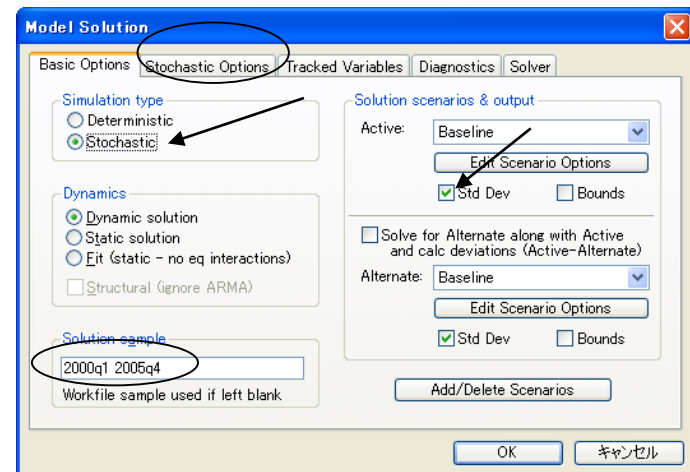 Model Solution
Basic Options Stochastic Options Tracked Variables Diagnostics Solver
Simulation type
Deterministic
Stochastic
Dynamics
Dynamic solution
Static solution
Fit (static - no eq interactions)
Structural (ignore ARMA)
Solution sample
2000q1 2005q4
Workfile sample used if left blank
Solution scenarios & output
Active: Baseline
Edit Scenario Options
Std Dev Bounds
Solve for Alternate along with Active
and calc deviations (Active-Alternate)
Alternate: Baseline
Edit Scenario Options
Std Dev Bounds
Add/Delete Scenarios
OK キャンセル